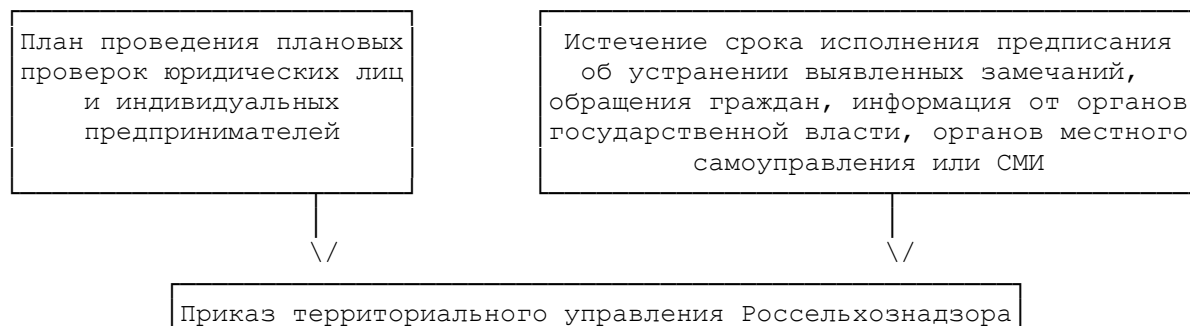 План проведения плановых
проверок юридических лиц
и индивидуальных
предпринимателей
Истечение срока исполнения предписания
об устранении выявленных замечаний,
обращения граждан, информация от органов
государственной власти, органов местного
самоуправления или СМИ
Приказ территориального управления Россельхознадзора